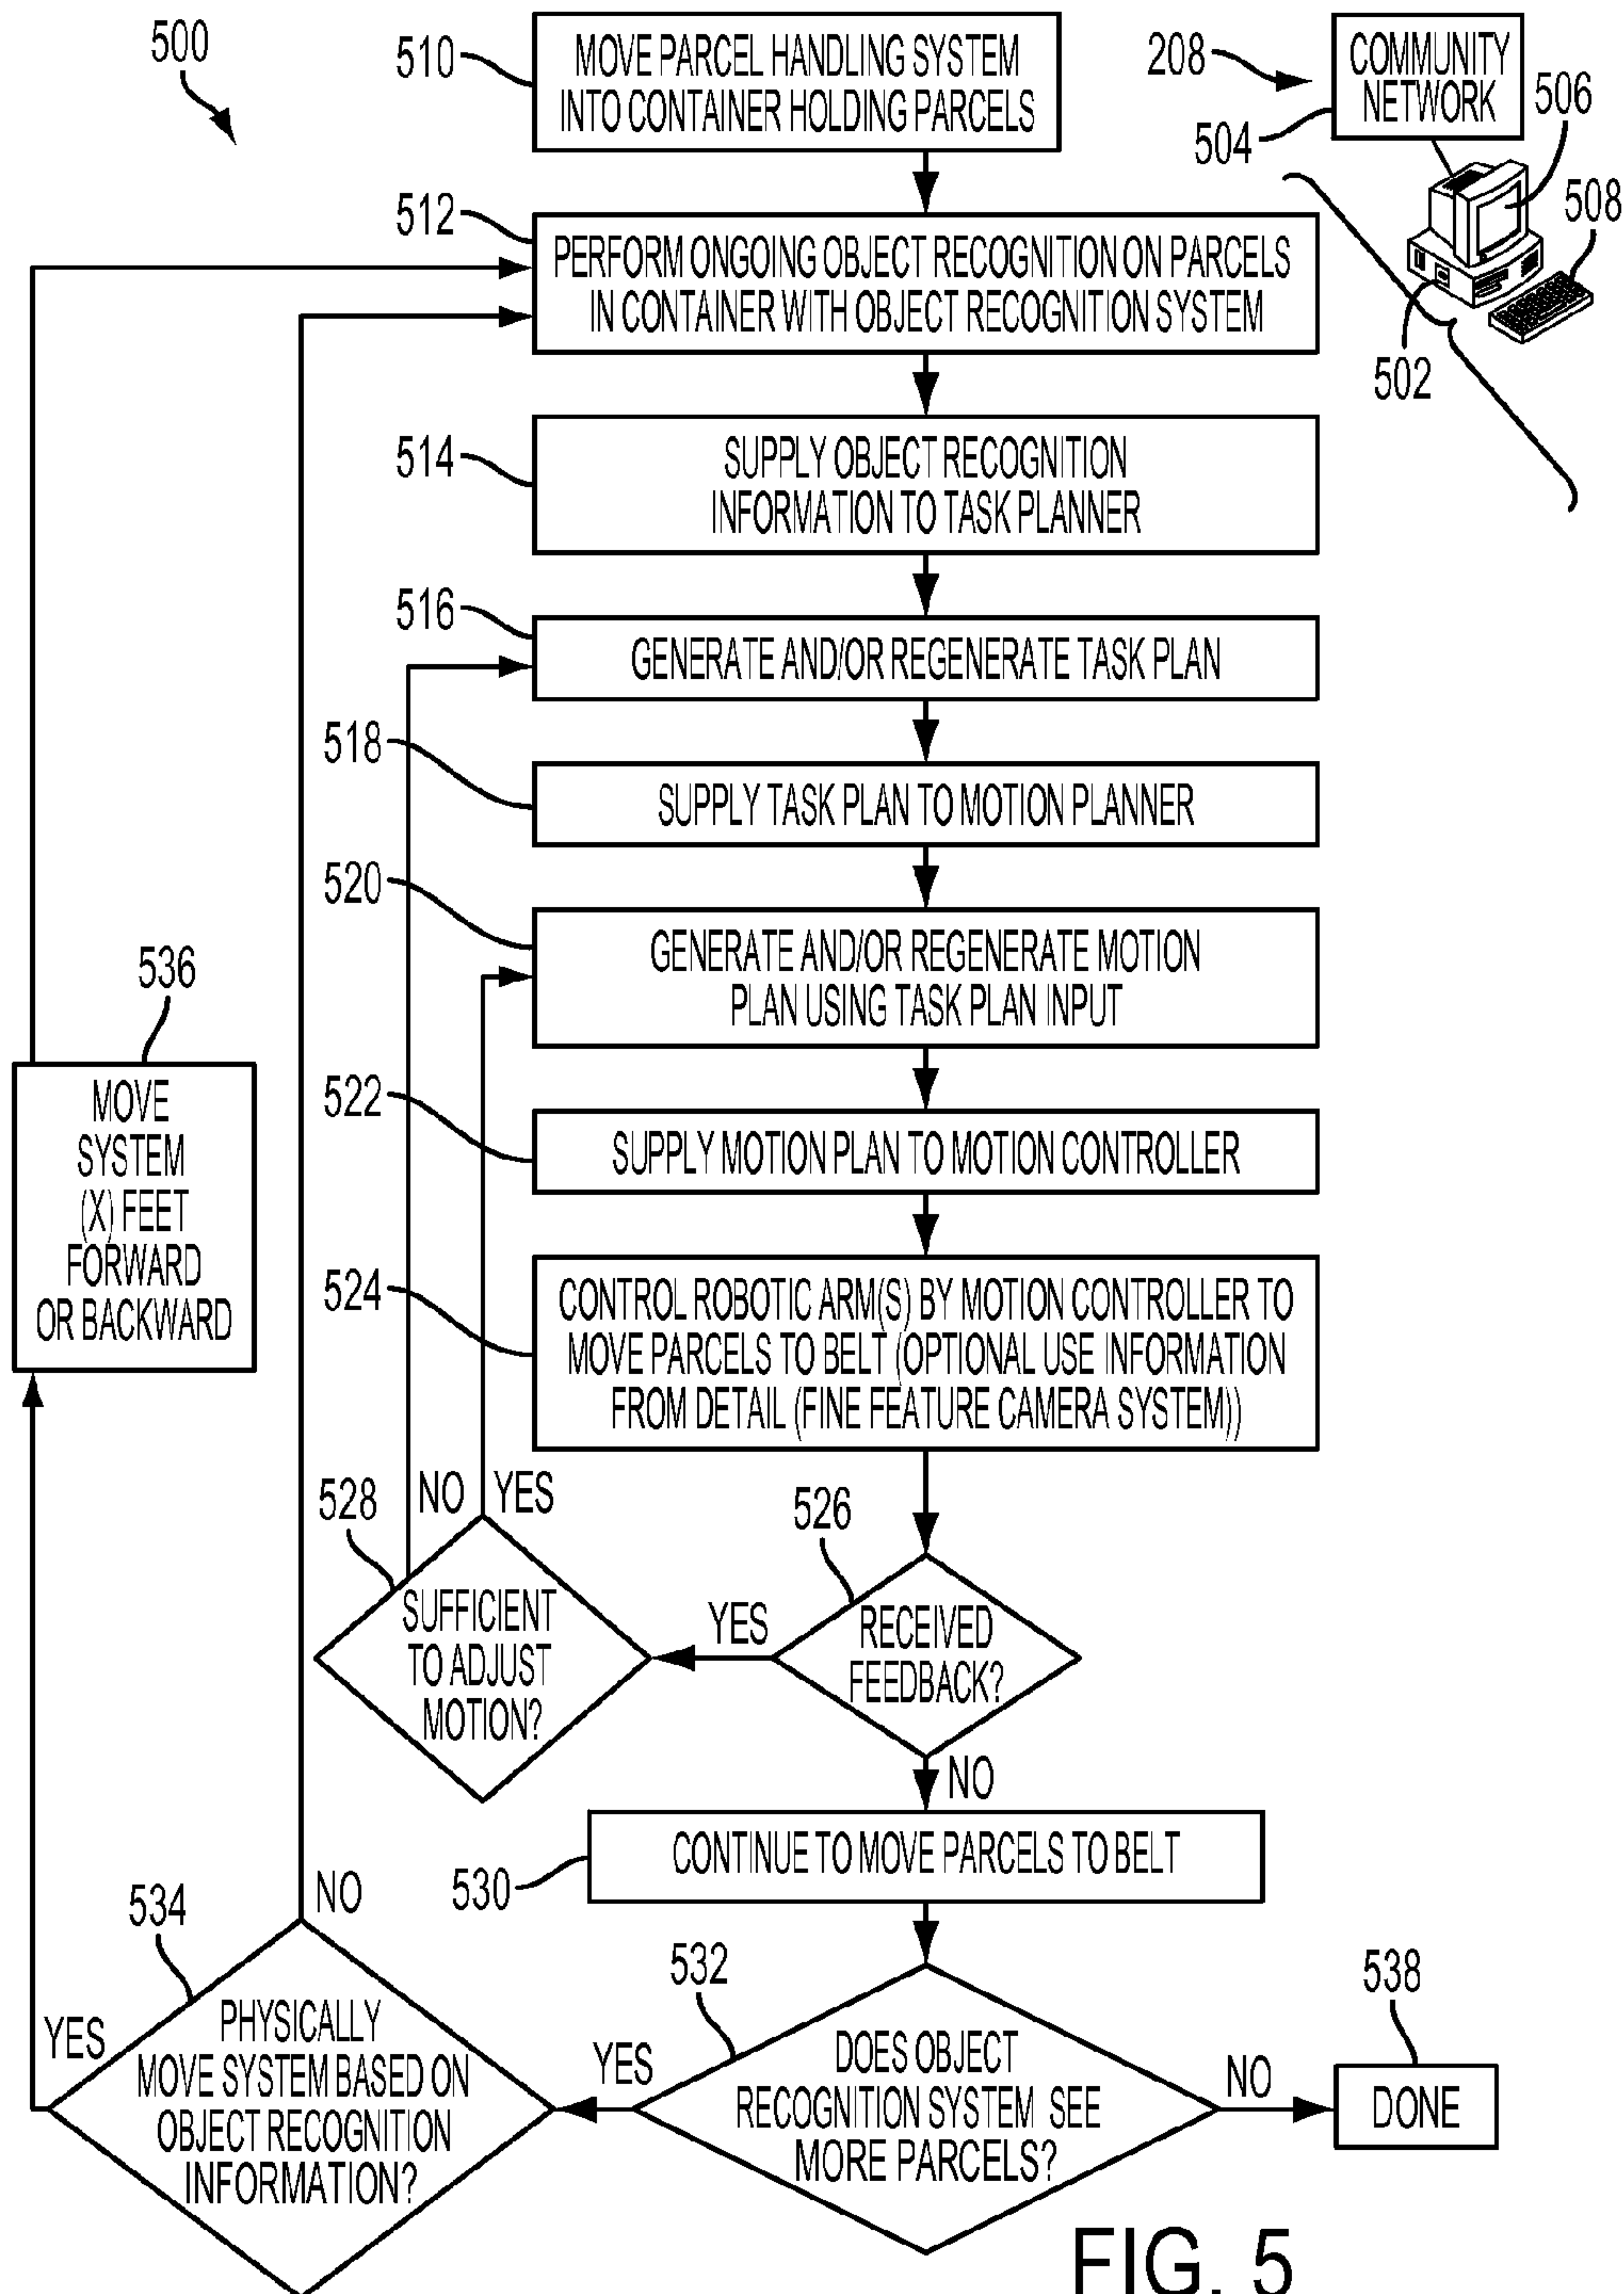 500
510
MOVE PARCEL HANDLING SYSTEM
INTO CONTAINER HOLDING PARCELS
208
COMMUNITY
NETWORK
504
506
508
502
512
PERFORM ONGOING OBJECT RECOGNITION ON PARCELS
IN CONTAINER WITH OBJECT RECOGNITION SYSTEM
514
SUPPLY OBJECT RECOGNITION
INFORMATION TO TASK PLANNER
516
GENERATE AND/OR REGENERATE TASK PLAN
518
SUPPLY TASK PLAN TO MOTION PLANNER
520
GENERATE AND/OR REGENERATE MOTION
PLAN USING TASK PLAN INPUT
536
MOVE
SYSTEM
(X) FEET
FORWARD
OR BACKWARD
522
SUPPLY MOTION PLAN TO MOTION CONTROLLER
524
CONTROL ROBOTIC ARM(S) BY MOTION CONTROLLER TO
MOVE PARCELS TO BELT (OPTIONAL USE INFORMATION
FROM DETAIL (FINE FEATURE CAMERA SYSTEM))
528
NO
YES
526
SUFFICIENT
TO ADJUST
MOTION?
YES
RECEIVED
FEEDBACK?
NO
530
CONTINUE TO MOVE PARCELS TO BELT
534
NO
YES
PHYSICALLY
MOVE SYSTEM BASED ON
OBJECT RECOGNITION
INFORMATION?
532
YES
DOES OBJECT
RECOGNITION SYSTEM SEE
MORE PARCELS?
NO
538
DONE
FIG. 5